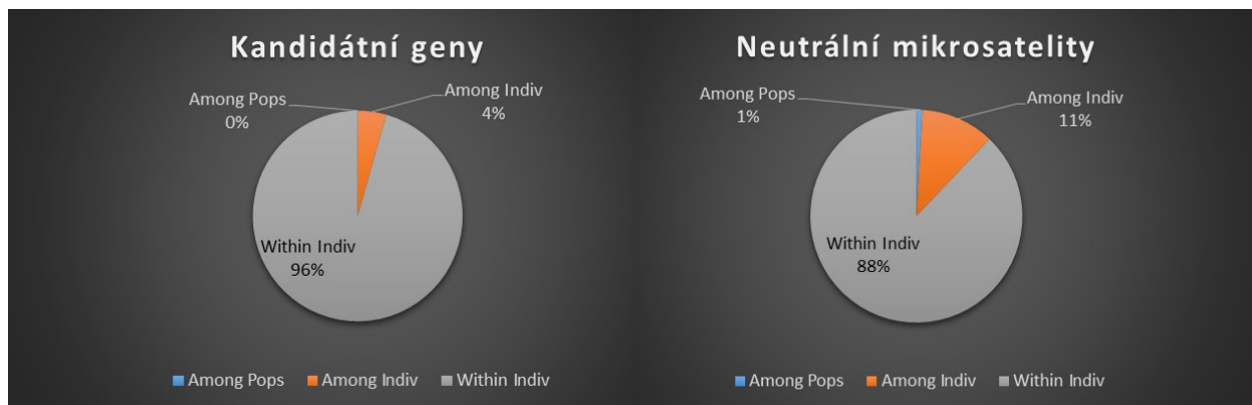 Kandidátní geny
Among Pops
0%
Among Indiv
4%
Within Indiv
96%
Among Pops Among Indiv Within Indiv
Neutrální mikrosatelity
Among Pops
1%
Among Indiv
11%
Within Indiv
88%
Among Pops Among Indiv Within Indiv